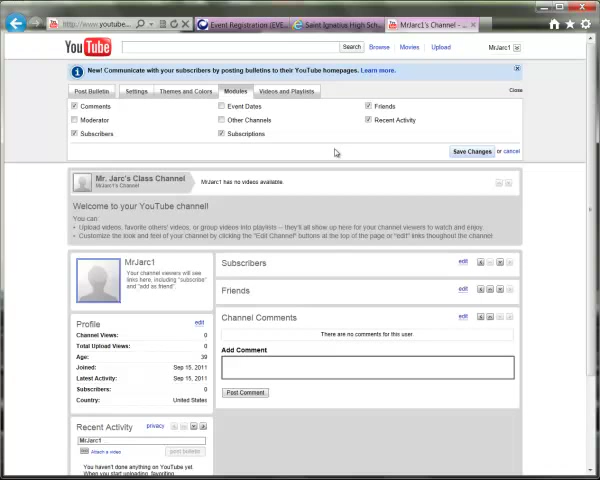 http://www.youtube...
Event Registration (EVE...
Saint Ignatius High Sch...
MrJarc1's Channel - ...
YouTube
Search
Browse
Movies
Upload
MrJarc1
New! Communicate with your subscribers by posting bulletins to their YouTube homepages. Learn more.
Post Bulletin
Settings
Themes and Colors
Modules
Videos and Playlists
Close
Comments
Event Dates
Friends
Moderator
Other Channels
Recent Activity
Subscribers
Subscriptions
Save Changes or cancel
Mr. Jarc's Class Channel
MrJarc1's Channel
MrJarc1 has no videos available.
Welcome to your YouTube channel!
You can:
• Upload videos, favorite others' videos, or group videos into playlists -- they'll all show up here for your channel viewers to watch and enjoy
• Customize the look and feel of your channel by clicking the "Edit Channel" buttons at the top of the page or "edit" links thoughout the channel
MrJarc1
Your channel viewers will see links here, including "subscribe" and "add as friend".
Subscribers
edit
Friends
edit
Channel Comments
edit
There are no comments for this user.
Add Comment
Post Comment
Profile
edit
Channel Views: 0
Total Upload Views: 0
Age: 39
Joined: Sep 15, 2011
Latest Activity: Sep 15, 2011
Subscribers: 0
Country: United States
Recent Activity
privacy
MrJarc1
Attach a video
post bulletin
You haven't done anything on YouTube yet.
When you start uploading, favoriting